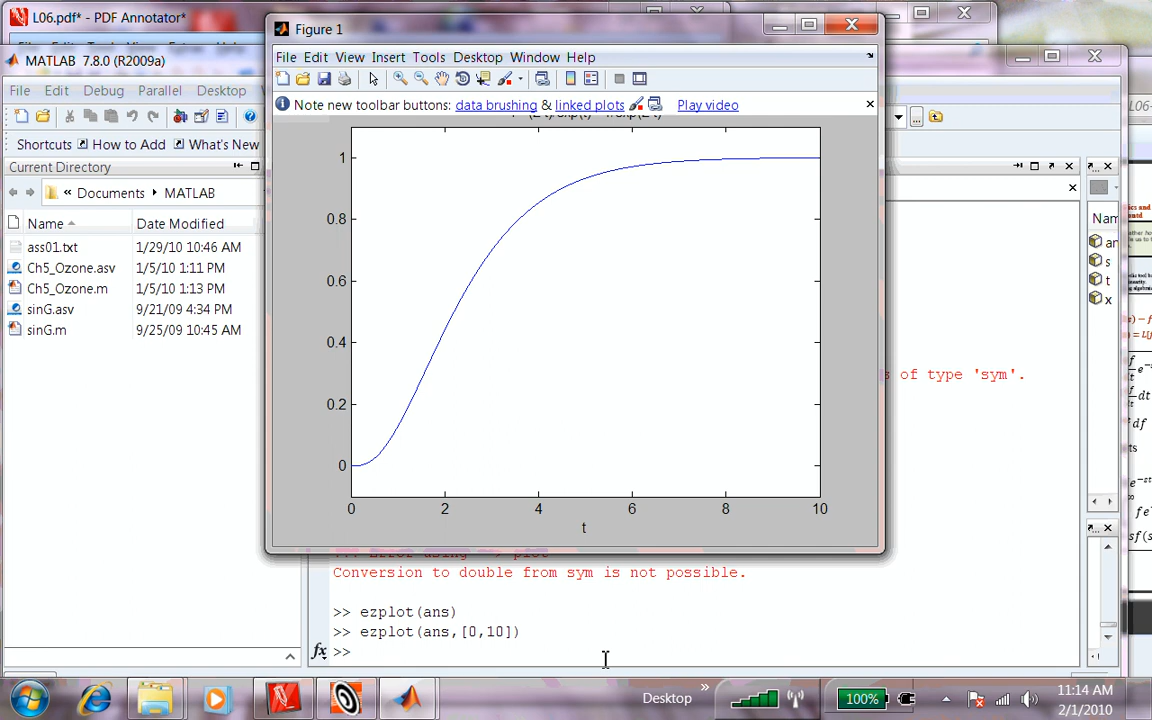 L06.pdf* - PDF Annotator*
Figure 1
MATLAB 7.8.0 (R2009a)
File Edit View Insert Tools Desktop Window Help
File Edit Debug Parallel Desktop
Note new toolbar buttons: data brushing & linked plots Play video
Shortcuts How to Add What's New
Current Directory
« Documents MATLAB
Name Date Modified
ass01.txt 1/29/10 10:46 AM
Ch5_Ozone.asv 1/5/10 1:11 PM
Ch5_Ozone.m 1/5/10 1:13 PM
sinG.asv 9/21/09 4:34 PM
sinG.m 9/25/09 10:45 AM
1
0.8
0.6
0.4
0.2
0
0 2 4 6 8 10
t
s of type 'sym'.
s
t
x
Conversion to double from sym is not possible.
>> ezplot(ans)
>> ezplot(ans,[0,10])
fx >>
Desktop »
100%
11:14 AM
2/1/2010